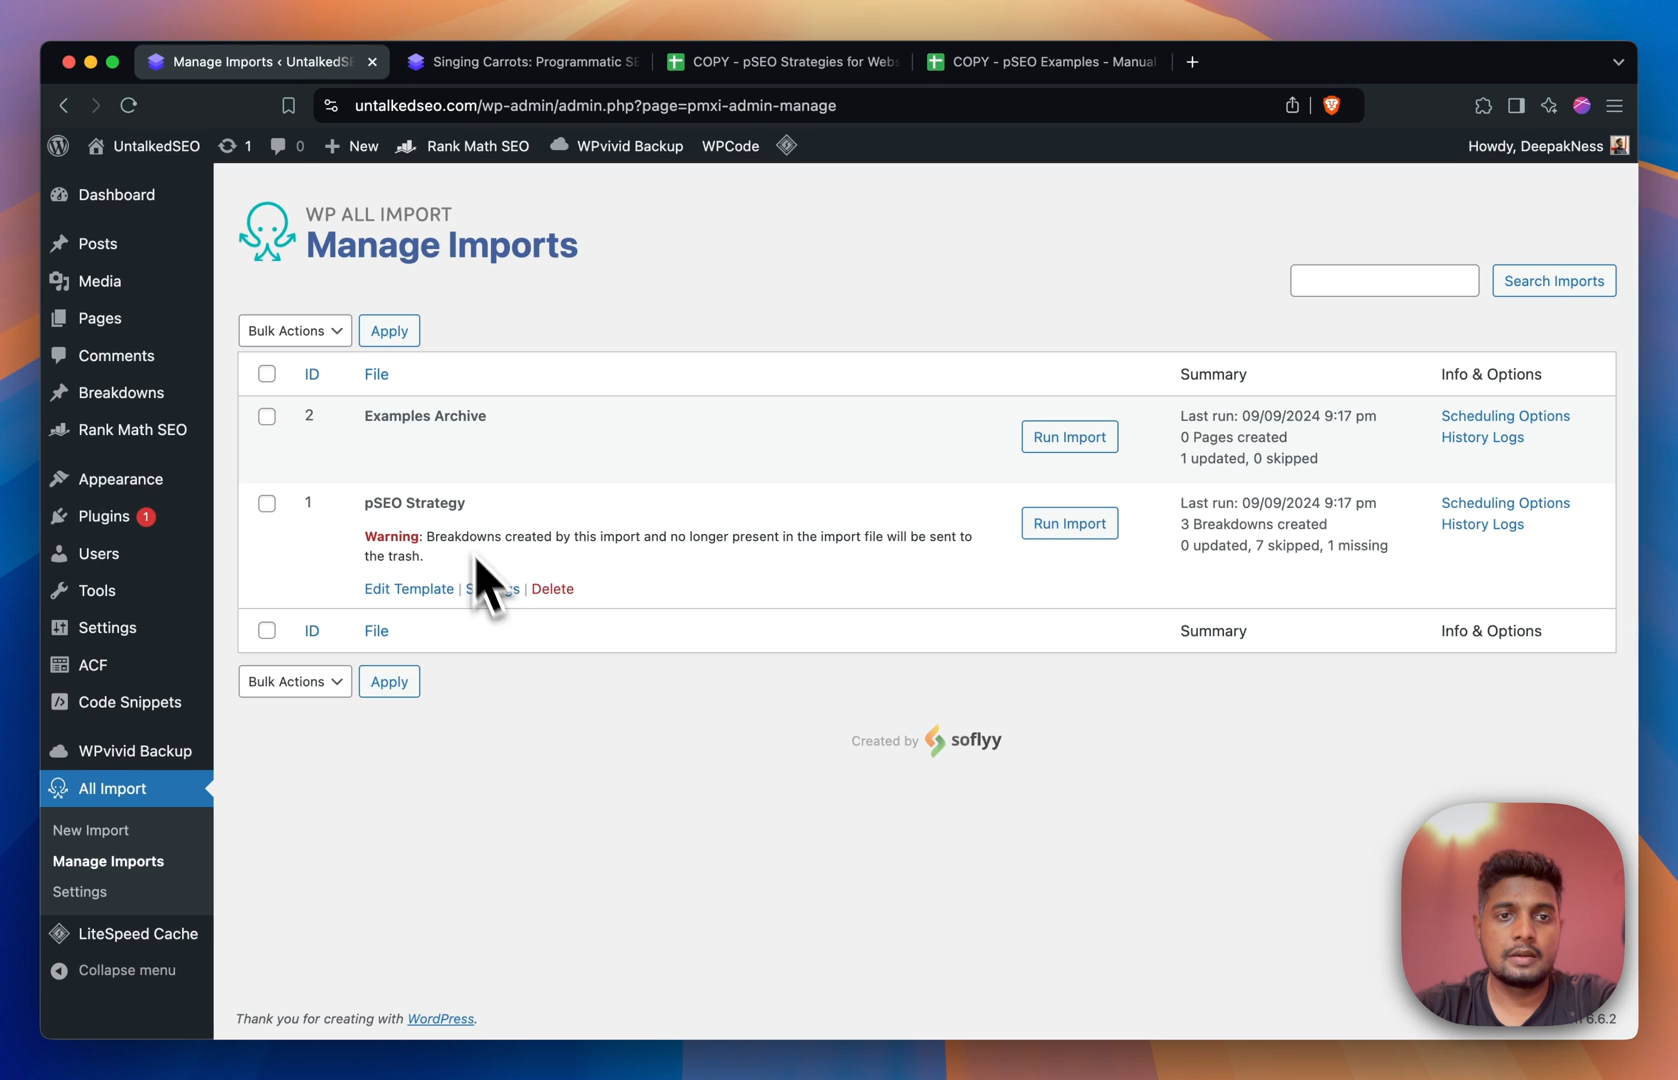 Manage Imports ‹ UntalkedSE
Singing Carrots: Programmatic SE
COPY - pSEO Strategies for Webs
COPY - pSEO Examples - Manual
untalkedseo.com/wp-admin/admin.php?page=pmxi-admin-manage
UntalkedSEO
1
0
New
Rank Math SEO
WPvivid Backup
WPCode
Howdy, DeepakNess
Dashboard
Posts
Media
Pages
Comments
Breakdowns
Rank Math SEO
Appearance
Plugins 1
Users
Tools
Settings
ACF
Code Snippets
WPvivid Backup
All Import
New Import
Manage Imports
Settings
LiteSpeed Cache
Collapse menu
WP ALL IMPORT
Manage Imports
Search Imports
Bulk Actions
Apply
ID File Summary Info & Options
2 Examples Archive
Run Import
Last run: 09/09/2024 9:17 pm
0 Pages created
1 updated, 0 skipped
Scheduling Options
History Logs
1 pSEO Strategy
Warning: Breakdowns created by this import and no longer present in the import file will be sent to
the trash.
Edit Template | | Delete
Run Import
Last run: 09/09/2024 9:17 pm
3 Breakdowns created
0 updated, 7 skipped, 1 missing
Scheduling Options
History Logs
ID File Summary Info & Options
Bulk Actions
Apply
Created by soflyy
Thank you for creating with WordPress.
6.6.2